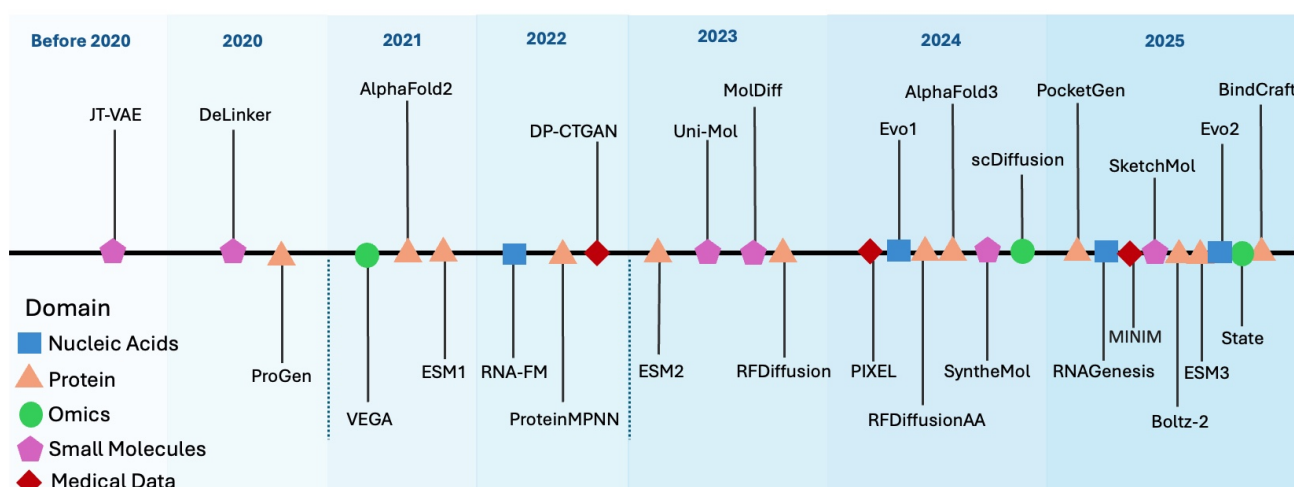 Before 2020
2020
2021
2022
2023
2024
2025
JT-VAE
DeLinker
AlphaFold2
DP-CTGAN
Uni-Mol
MolDiff
Evo1
AlphaFold3
scDiffusion
PocketGen
SketchMol
Evo2
BindCraft
ProGen
VEGA
ESM1
RNA-FM
ProteinMPNN
ESM2
RFDiffusion
PIXEL
RFDiffusionAA
SyntheMol
RNAGenesis
MINIM
Boltz-2
ESM3
State
Domain
Nucleic Acids
Protein
Omics
Small Molecules
Medical Data